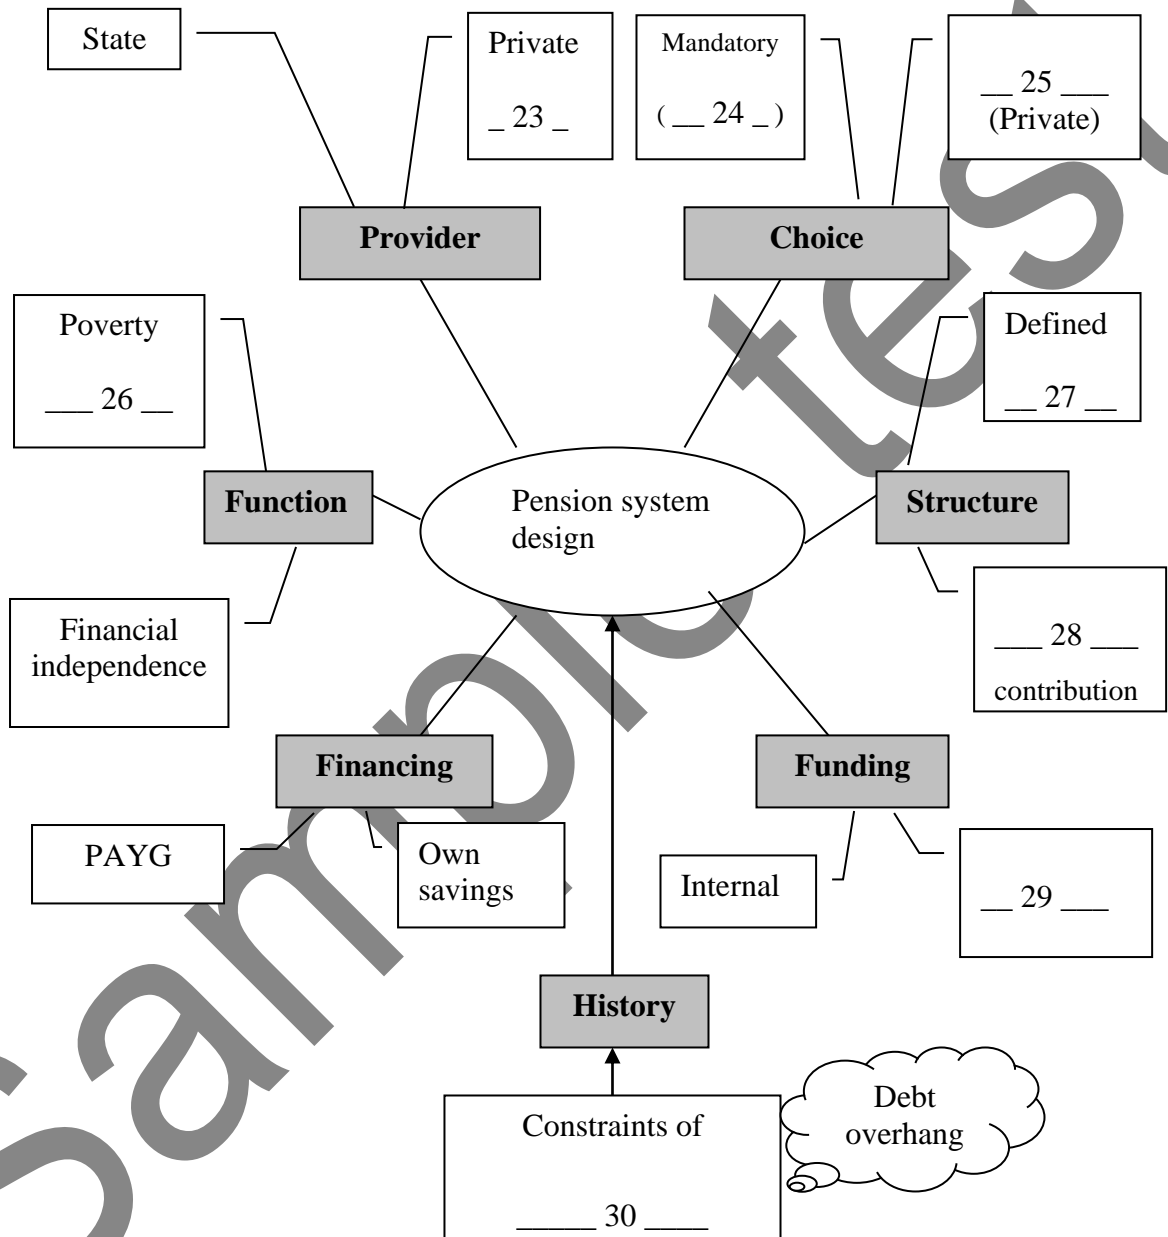 State
Private
_ 23 _
Mandatory
( __ 24 _ )
__ 25 ___
(Private)
Provider
Choice
Poverty
___ 26 __
Defined
__ 27 __
Function
Pension system
design
Structure
Financial
independence
___ 28 ___
contribution
Financing
Funding
PAYG
Own
savings
Internal
__ 29 ___
History
Constraints of
_____ 30 ____
Debt
overhang
Sample test